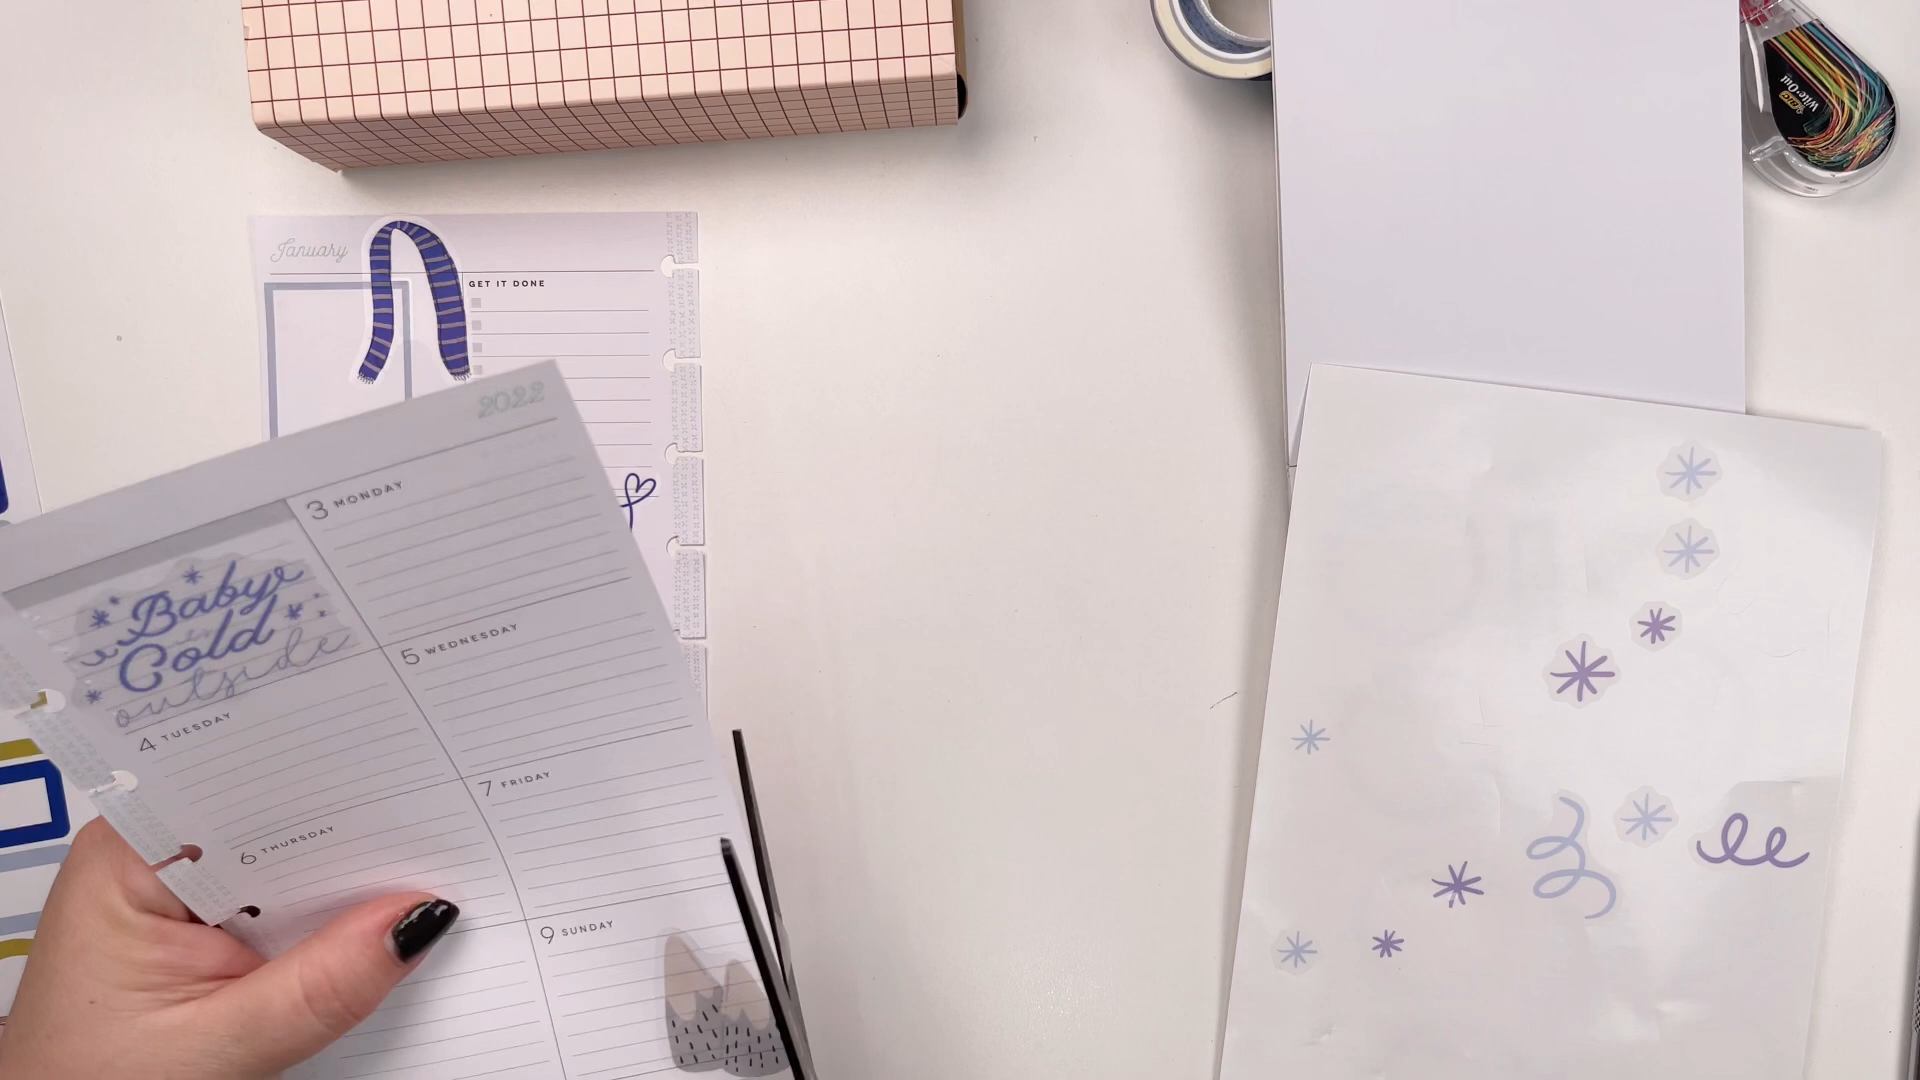 January
GET IT DONE
2022
3 MONDAY
Baby
Cold
outside
4 TUESDAY
5 WEDNESDAY
6 THURSDAY
7 FRIDAY
9 SUNDAY
BIC
Wite-Out